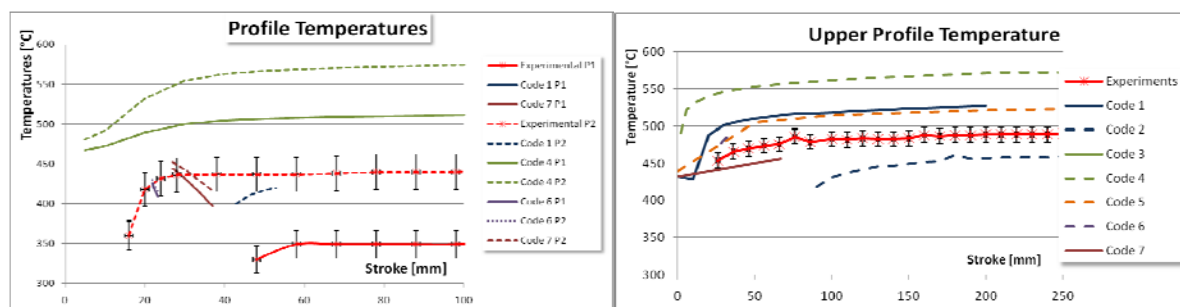 Profile Temperatures
Temperatures [°C]
600
550
500
450
400
350
300
0
20
40
60
80
100
Stroke [mm]
Experimental P1
Code 1 P1
Code 7 P1
Experimental P2
Code 1 P2
Code 4 P1
Code 4 P2
Code 6 P1
Code 6 P2
Code 7 P2
Upper Profile Temperature
Temperature [°C]
600
550
500
450
400
350
300
0
50
100
150
200
250
Stroke [mm]
Experiments
Code 1
Code 2
Code 3
Code 4
Code 5
Code 6
Code 7